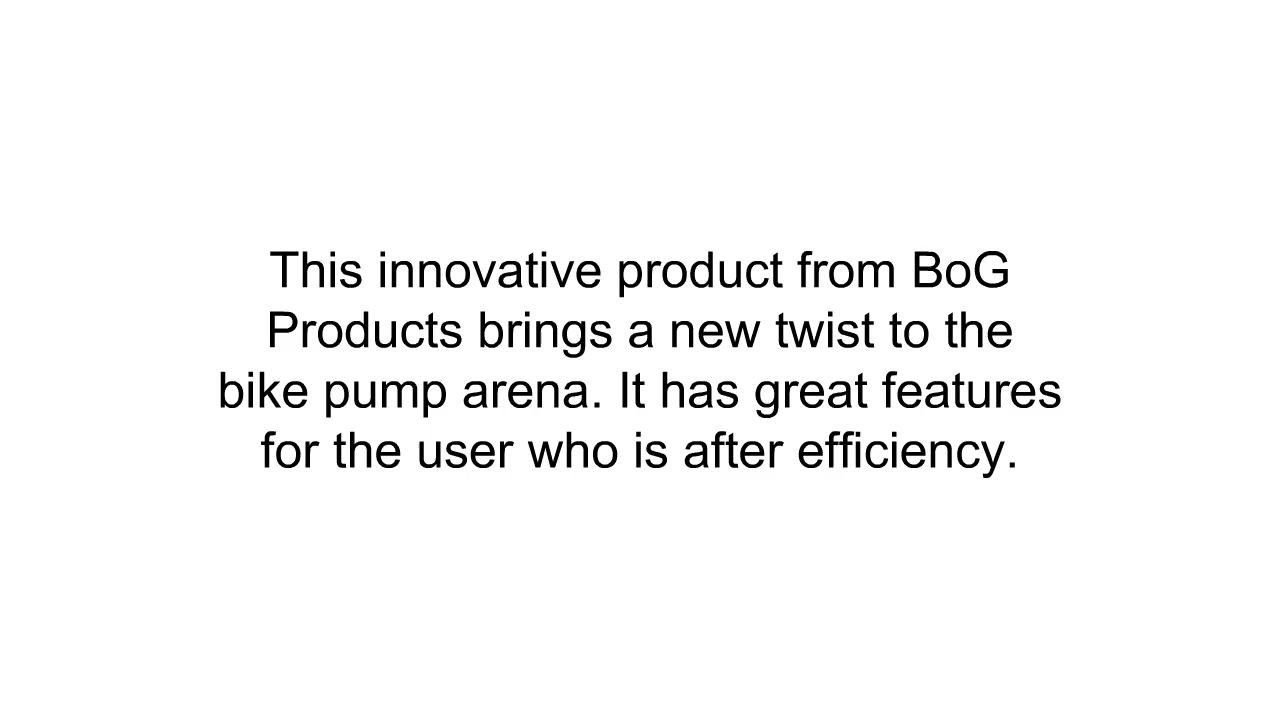 This innovative product from BoG
Products brings a new twist to the
bike pump arena. It has great features
for the user who is after efficiency.